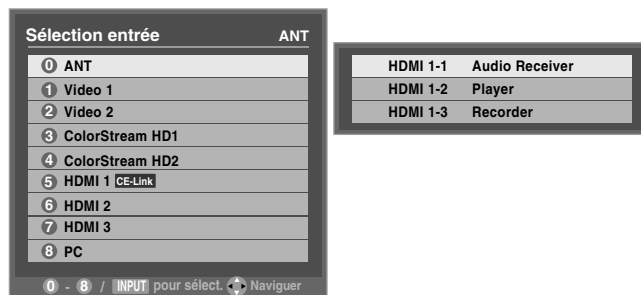 Sélection entrée ANT
0 ANT
1 Video 1
2 Video 2
3 ColorStream HD1
4 ColorStream HD2
5 HDMI 1 CE-Link
6 HDMI 2
7 HDMI 3
8 PC
0 - 8 / INPUT pour sélect. Naviguer
HDMI 1-1 Audio Receiver
HDMI 1-2 Player
HDMI 1-3 Recorder